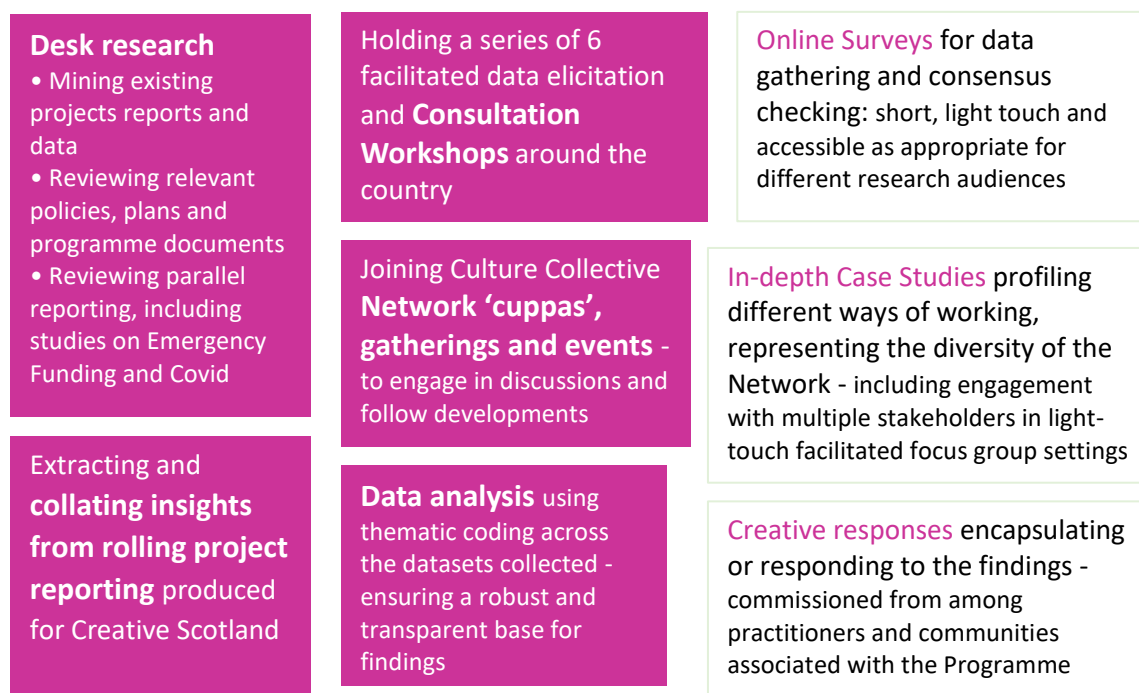 Desk research
• Mining existing
projects reports and
data
• Reviewing relevant
policies, plans and
programme documents
• Reviewing parallel
reporting, including
studies on Emergency
Funding and Covid
Extracting and
collating insights
from rolling project
reporting produced
for Creative Scotland
Holding a series of 6
facilitated data elicitation
and Consultation
Workshops around the
country
Joining Culture Collective
Network ‘cuppas’,
gatherings and events -
to engage in discussions and
follow developments
Data analysis using
thematic coding across
the datasets collected -
ensuring a robust and
transparent base for
findings
Online Surveys for data
gathering and consensus
checking: short, light touch and
accessible as appropriate for
different research audiences
In-depth Case Studies profiling
different ways of working,
representing the diversity of the
Network - including engagement
with multiple stakeholders in light-
touch facilitated focus group settings
Creative responses encapsulating
or responding to the findings -
commissioned from among
practitioners and communities
associated with the Programme